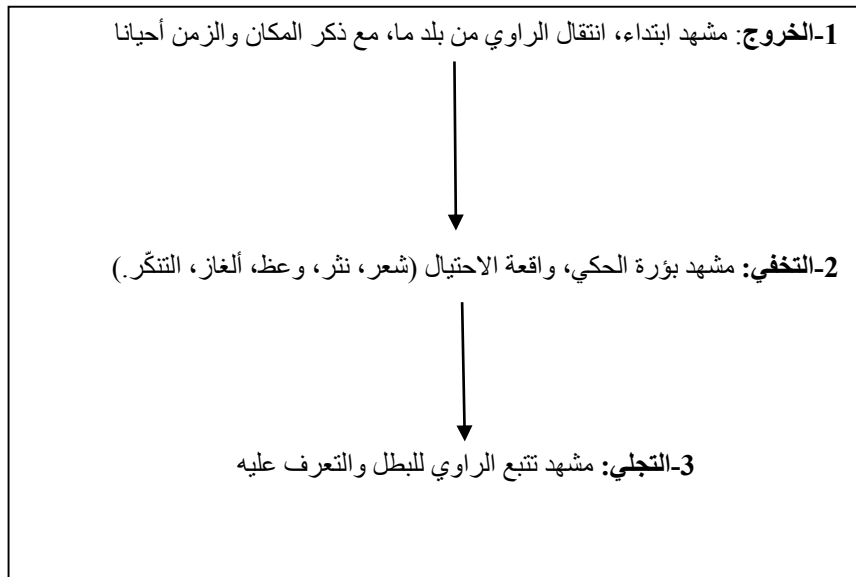 1-الخروج: مشهد ابتداء، انتقال الراوي من بلد ما، مع ذكر المكان والزمن أحيانا
2-التخفي: مشهد بؤرة الحكي، واقعة الاحتيال (شعر، نثر، وعظ، ألغاز، التنكّر.)
3-التجلي: مشهد تتبع الراوي للبطل والتعرف عليه